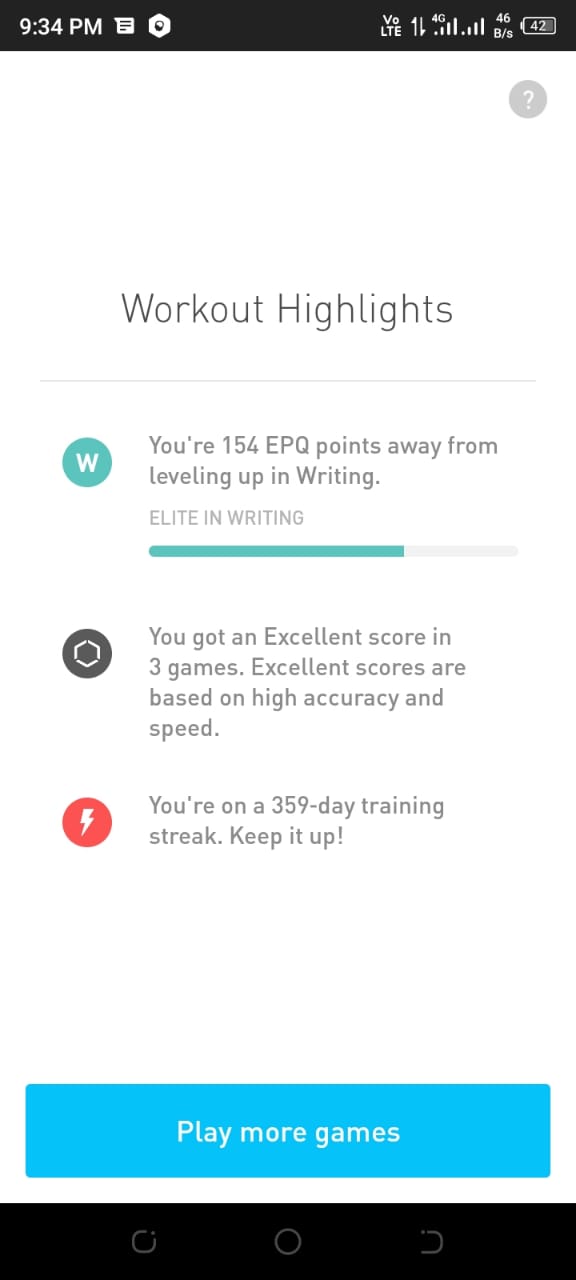 9:34 PM Vo LTE 4G 46 B/s 42
?
Workout Highlights
W
You're 154 EPQ points away from
leveling up in Writing.
ELITE IN WRITING
You got an Excellent score in
3 games. Excellent scores are
based on high accuracy and
speed.
You're on a 359-day training
streak. Keep it up!
Play more games